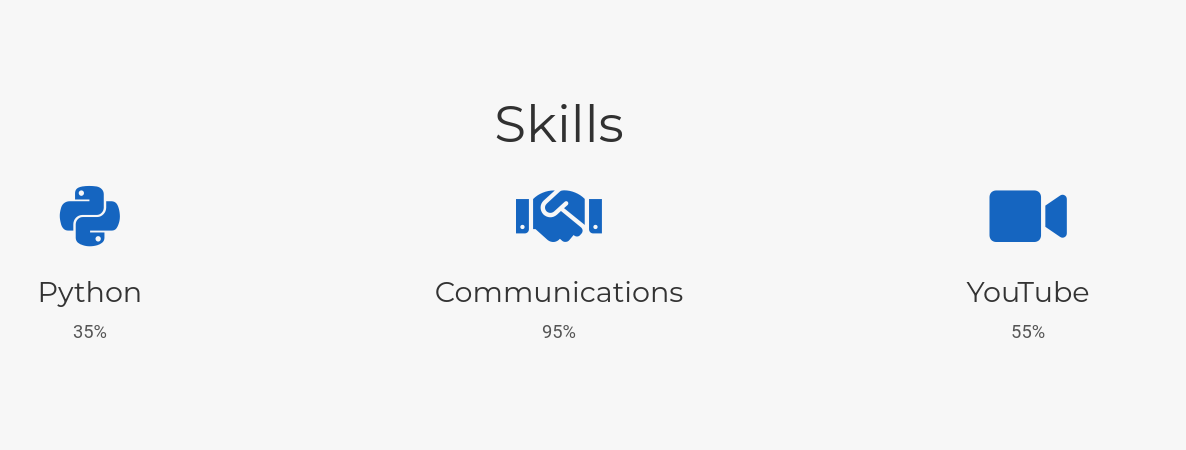 Skills
Python
Communications
YouTube
35%
95%
55%